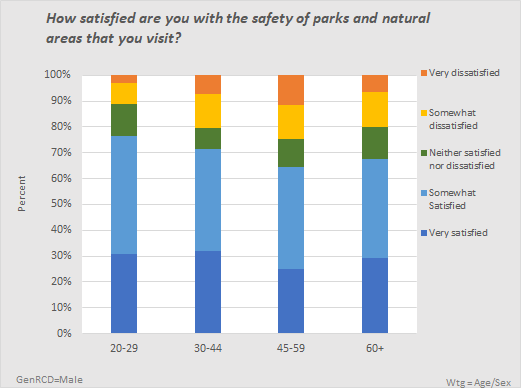 How satisfied are you with the safety of parks and natural
areas that you visit?
100%
90%
80%
70%
60%
50%
40%
30%
20%
10%
0%
Percent
20-29
30-44
45-59
60+
Very dissatisfied
Somewhat
dissatisfied
Neither satisfied
nor dissatisfied
Somewhat
Satisfied
Very satisfied
GenRCD=Male
Wtg = Age/Sex